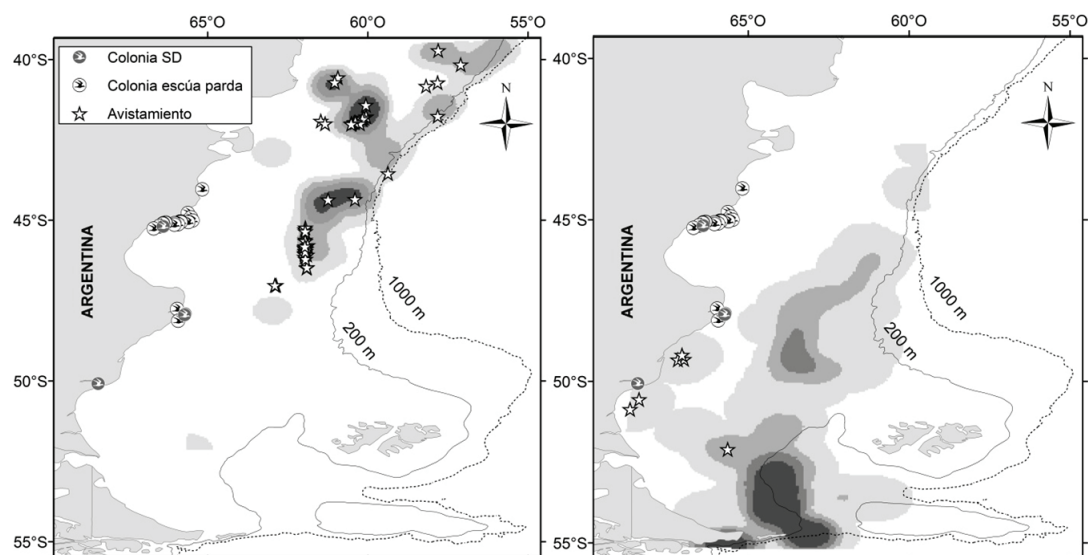 65°O 60°O 55°O
40°S
45°S
50°S
55°S
Colonia SD
Colonia escúa parda
Avistamiento
N
ARGENTINA
200 m
1000 m
65°O 60°O 55°O
40°S
45°S
50°S
55°S
N
ARGENTINA
200 m
1000 m